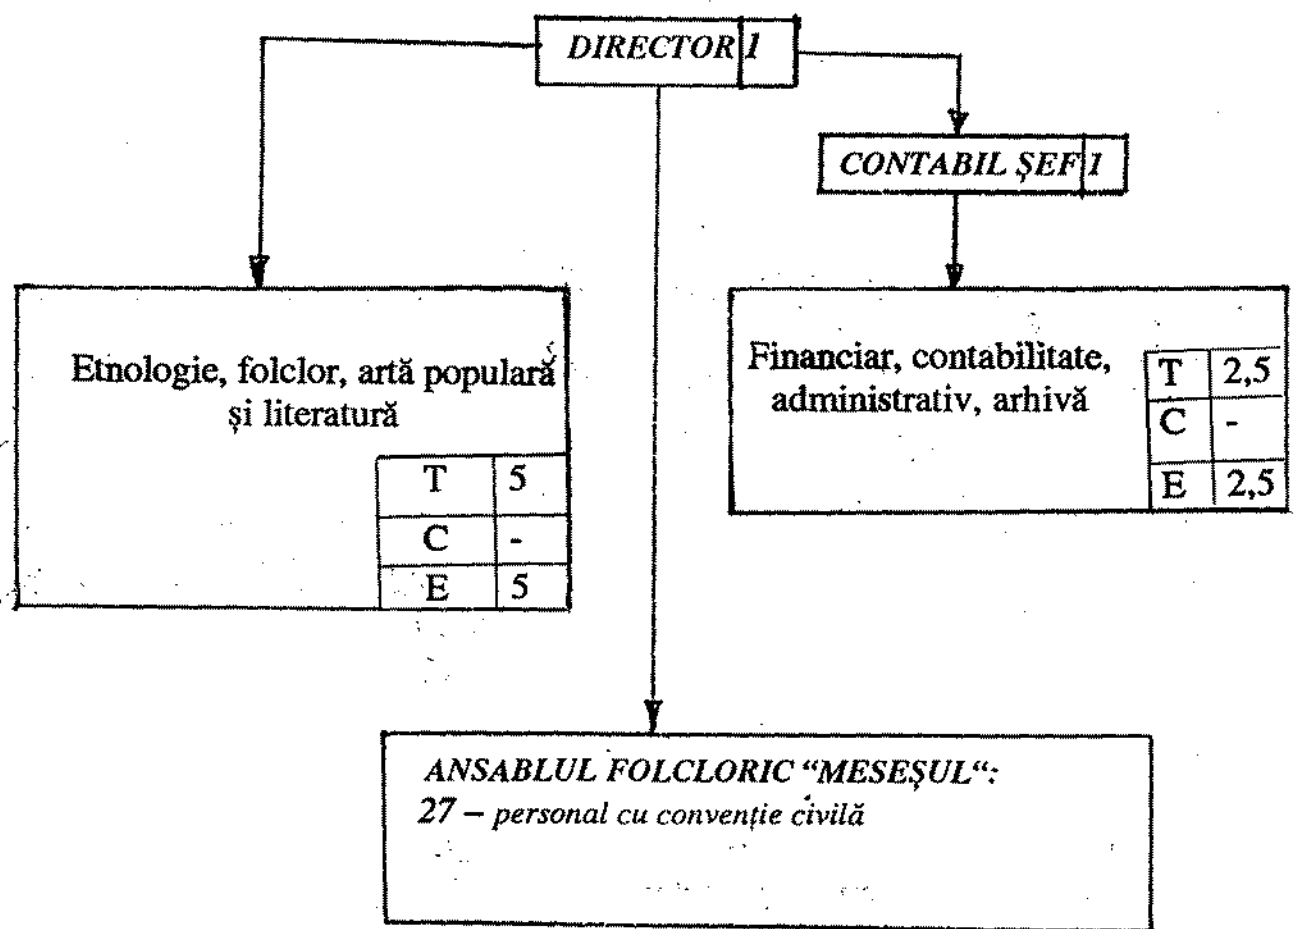 DIRECTOR 1
CONTABIL ȘEF 1
Etnologie, folclor, artă populară
și literatură
T 5
C -
E 5
Financiar, contabilitate,
administrativ, arhivă
T 2,5
C -
E 2,5
ANSABLUL FOLCLORIC “MESEȘUL“:
27 – personal cu convenție civilă